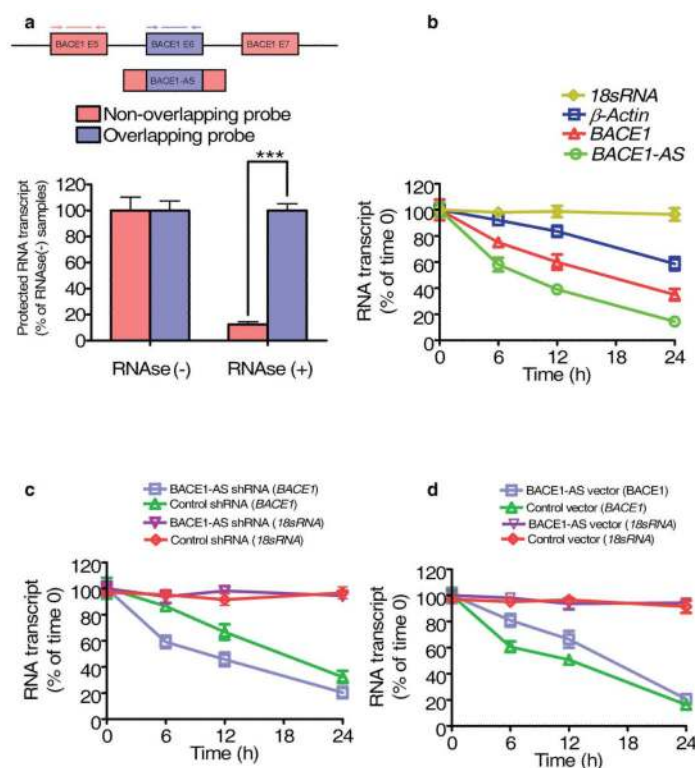 a
BACE1 E5
BACE1 E6
BACE1 E7
BACE1-AS
Non-overlapping probe
Overlapping probe
***
Protected RNA transcript
(% of RNAse(-) samples)
120
100
80
60
40
20
0
RNAse (-)
RNAse (+)
b
18sRNA
β-Actin
BACE1
BACE1-AS
RNA transcript
(% of time 0)
120
100
80
60
40
20
0
0 6 12 18 24
Time (h)
c
BACE1-AS shRNA (BACE1)
Control shRNA (BACE1)
BACE1-AS shRNA (18sRNA)
Control shRNA (18sRNA)
RNA transcript
(% of time 0)
120
100
80
60
40
20
0
0 6 12 18 24
Time (h)
d
BACE1-AS vector (BACE1)
Control vector (BACE1)
BACE1-AS vector (18sRNA)
Control vector (18sRNA)
RNA transcript
(% of time 0)
120
100
80
60
40
20
0
0 6 12 18 24
Time (h)